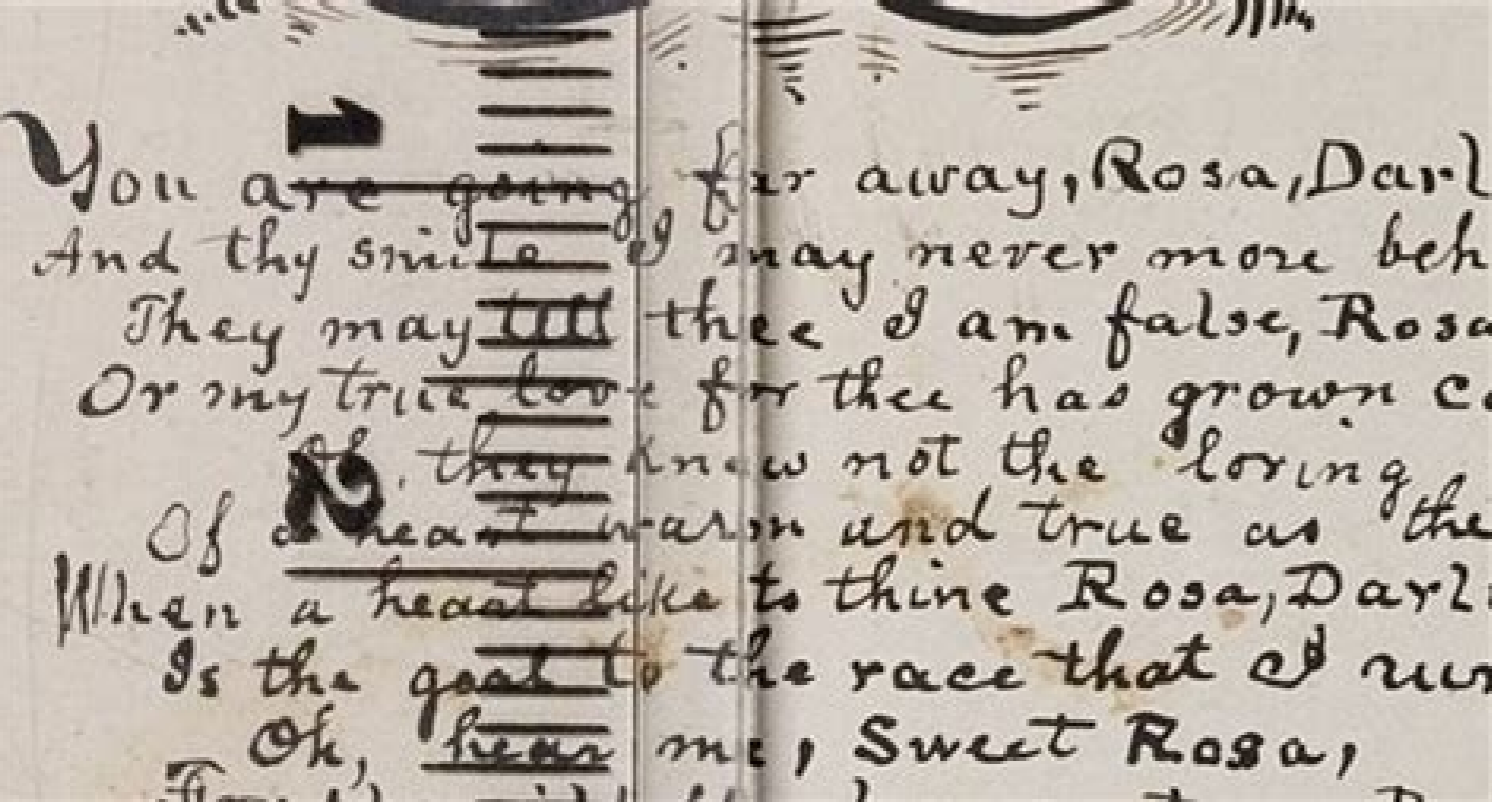 You are going far away, Rosa, Darl
And thy smile I may never more beh
They may tell thee I am false, Rosa
Or my true love for thee has grown c
Oh, they know not the loving
Of a heart warm and true as the
When a heart like to thine Rosa, Darl
Is the goal to the race that I run
Oh, hear me, Sweet Rosa,
1
2